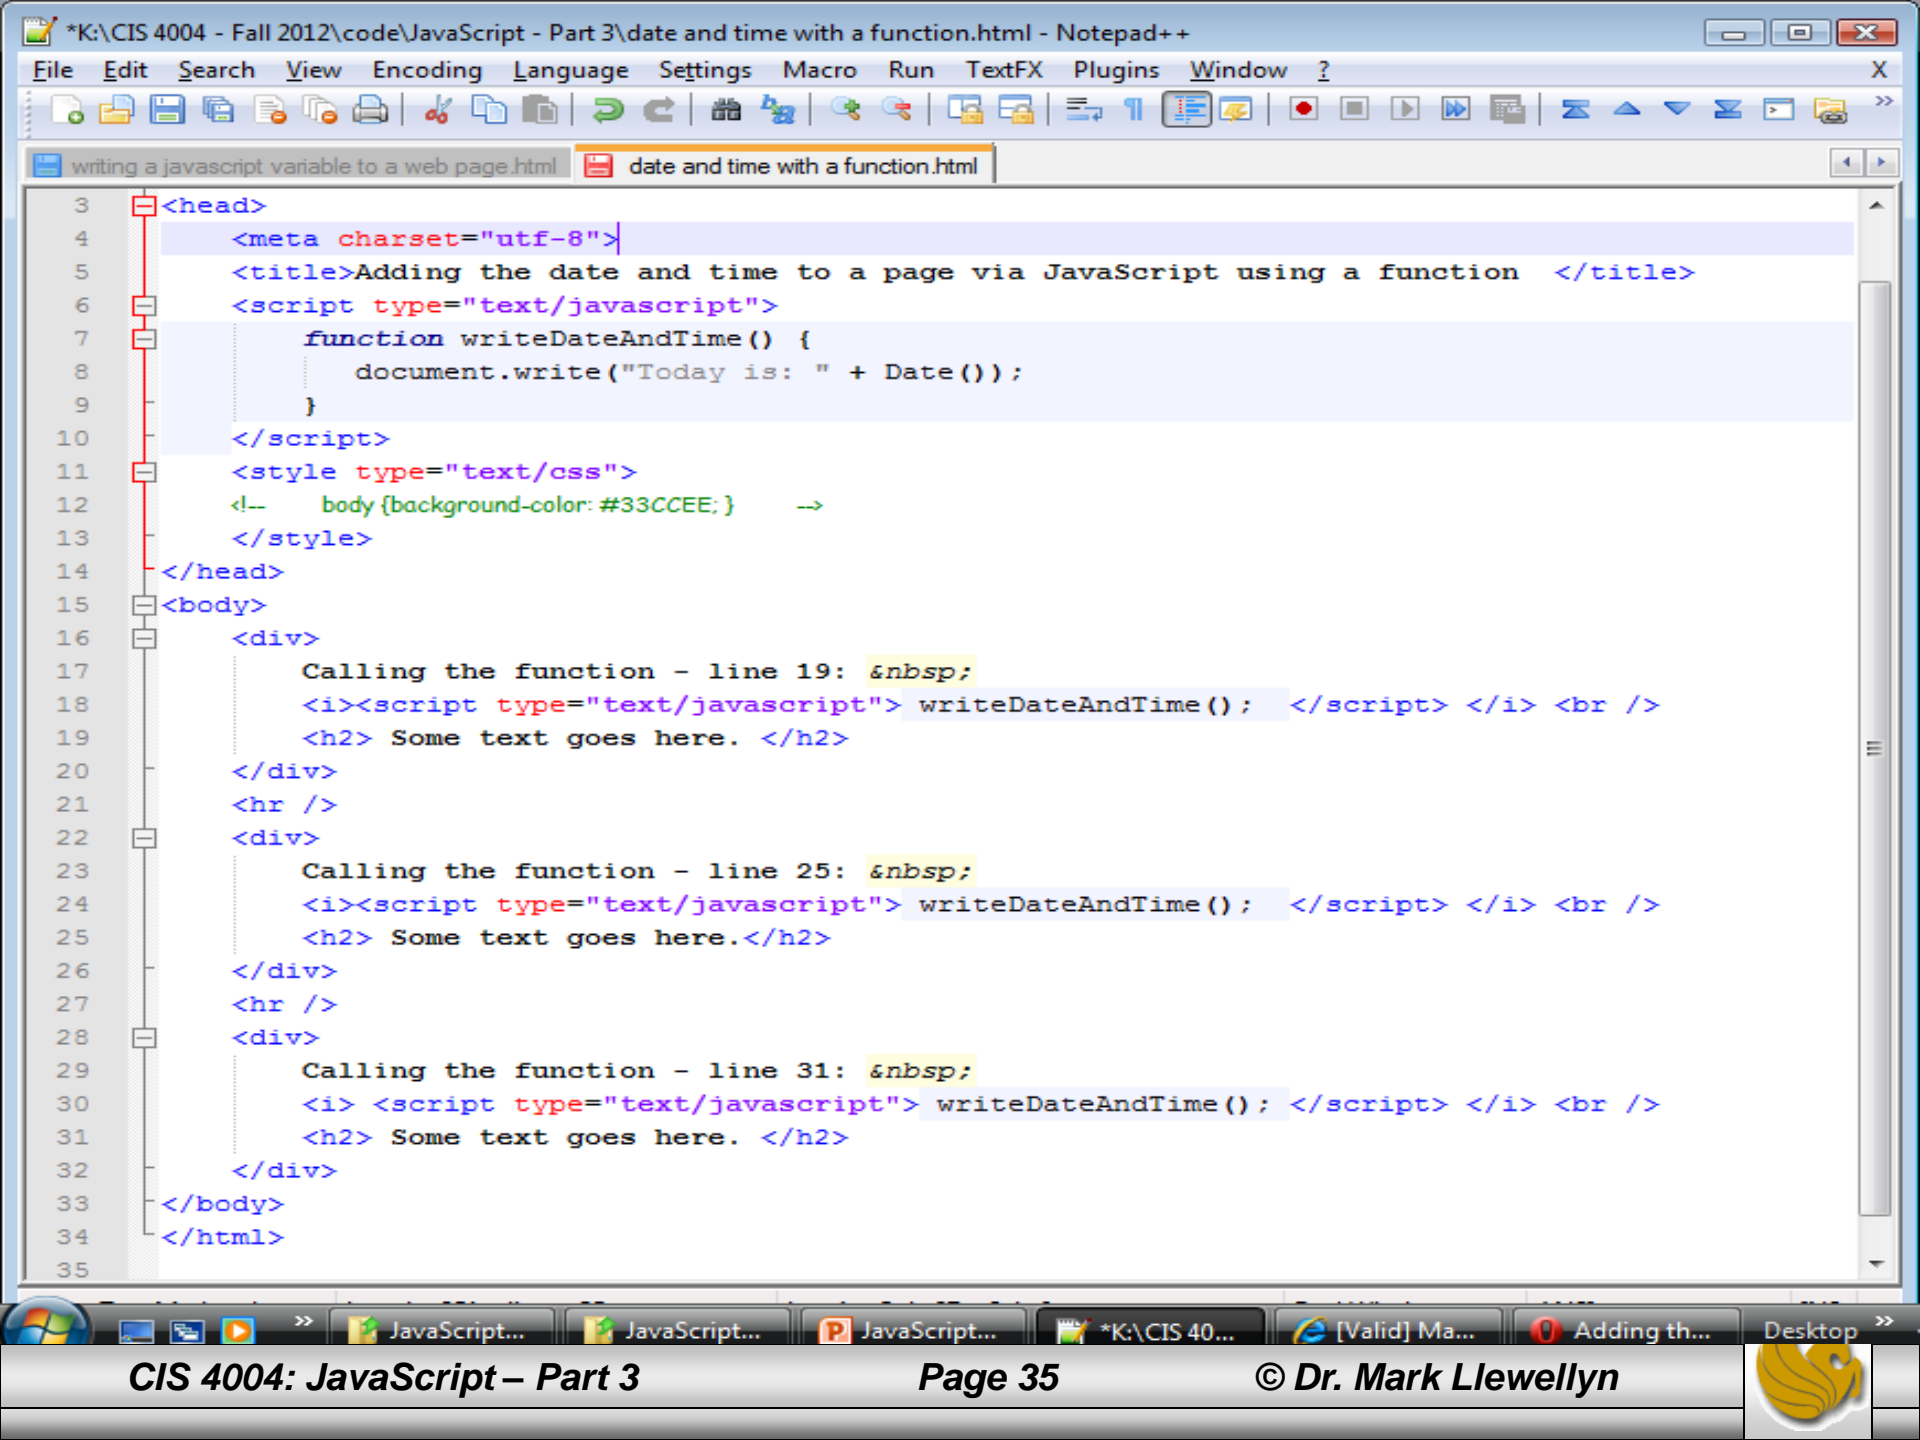 *K:\CIS 4004 - Fall 2012\code\JavaScript - Part 3\date and time with a function.html - Notepad++
File Edit Search View Encoding Language Settings Macro Run TextFX Plugins Window ? X
writing a javascript variable to a web page.html date and time with a function.html
3 <head>
4 <meta charset="utf-8">
5 <title>Adding the date and time to a page via JavaScript using a function </title>
6 <script type="text/javascript">
7 function writeDateAndTime() {
8 document.write("Today is: " + Date());
9 }
10 </script>
11 <style type="text/css">
12 <!-- body {background-color: #33CCEE; } -->
13 </style>
14 </head>
15 <body>
16 <div>
17 Calling the function - line 19: &nbsp;
18 <i><script type="text/javascript"> writeDateAndTime(); </script> </i> <br />
19 <h2> Some text goes here. </h2>
20 </div>
21 <hr />
22 <div>
23 Calling the function - line 25: &nbsp;
24 <i><script type="text/javascript"> writeDateAndTime(); </script> </i> <br />
25 <h2> Some text goes here.</h2>
26 </div>
27 <hr />
28 <div>
29 Calling the function - line 31: &nbsp;
30 <i> <script type="text/javascript"> writeDateAndTime(); </script> </i> <br />
31 <h2> Some text goes here. </h2>
32 </div>
33 </body>
34 </html>
35
JavaScript... JavaScript... JavaScript... *K:\CIS 40... [Valid] Ma... Adding th... Desktop
CIS 4004: JavaScript – Part 3 Page 35 © Dr. Mark Llewellyn